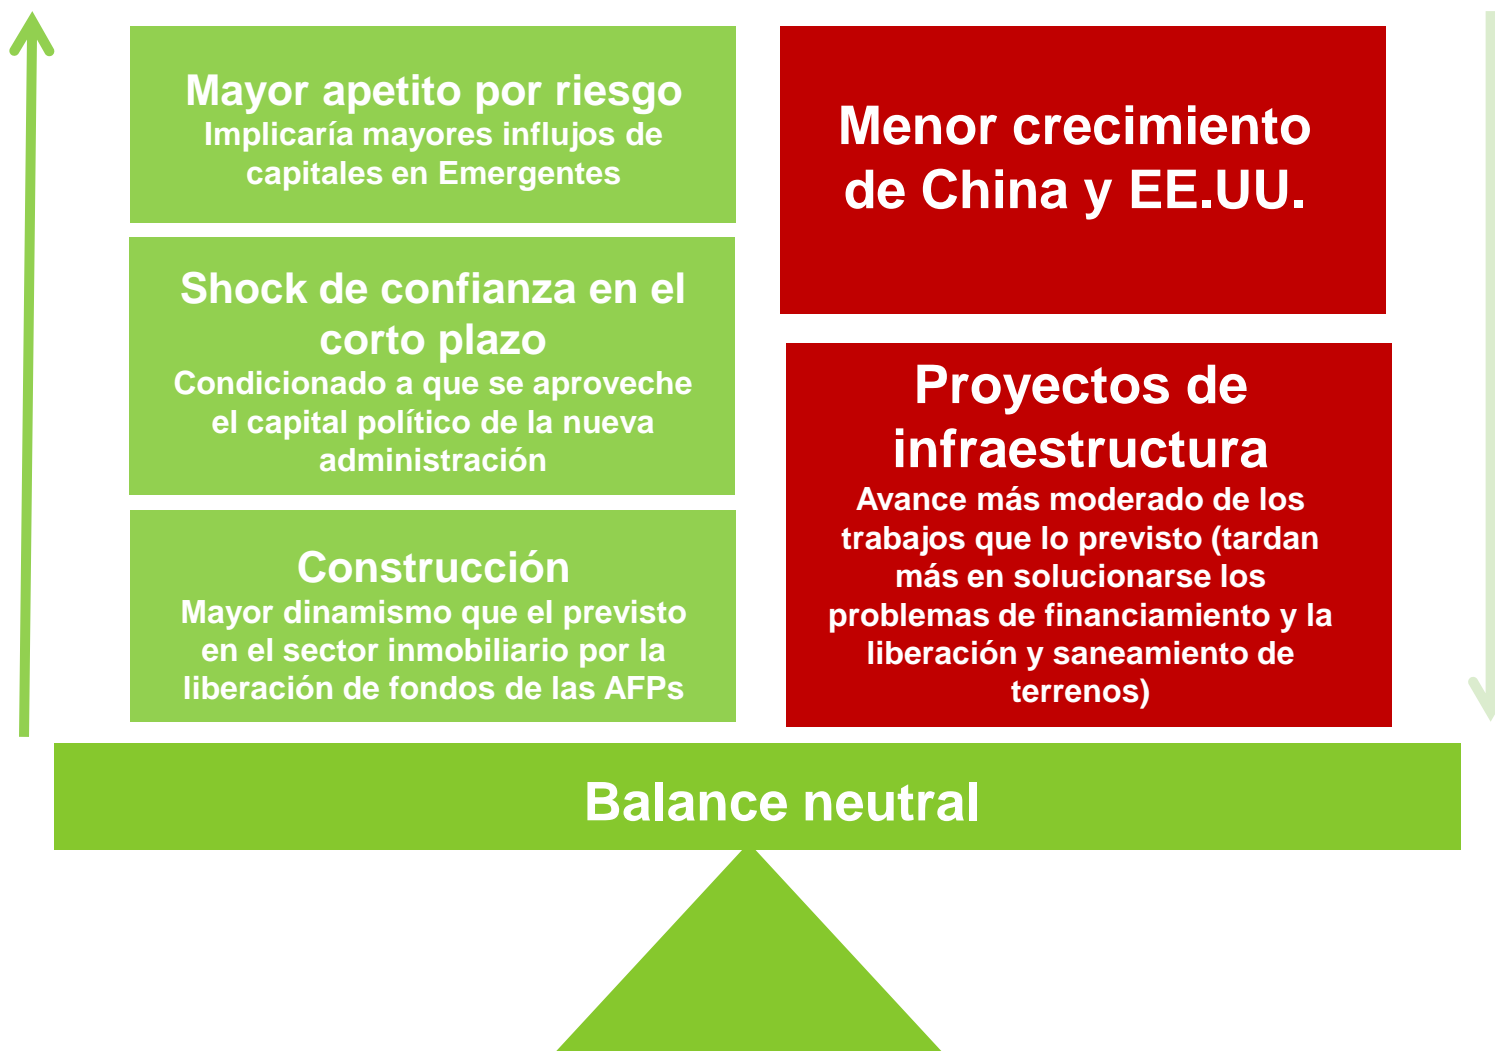 Mayor apetito por riesgo
Implicaría mayores influjos de
capitales en Emergentes
Shock de confianza en el
corto plazo
Condicionado a que se aproveche
el capital político de la nueva
administración
Construcción
Mayor dinamismo que el previsto
en el sector inmobiliario por la
liberación de fondos de las AFPs
Menor crecimiento
de China y EE.UU.
Proyectos de
infraestructura
Avance más moderado de los
trabajos que lo previsto (tardan
más en solucionarse los
problemas de financiamiento y la
liberación y saneamiento de
terrenos)
Balance neutral